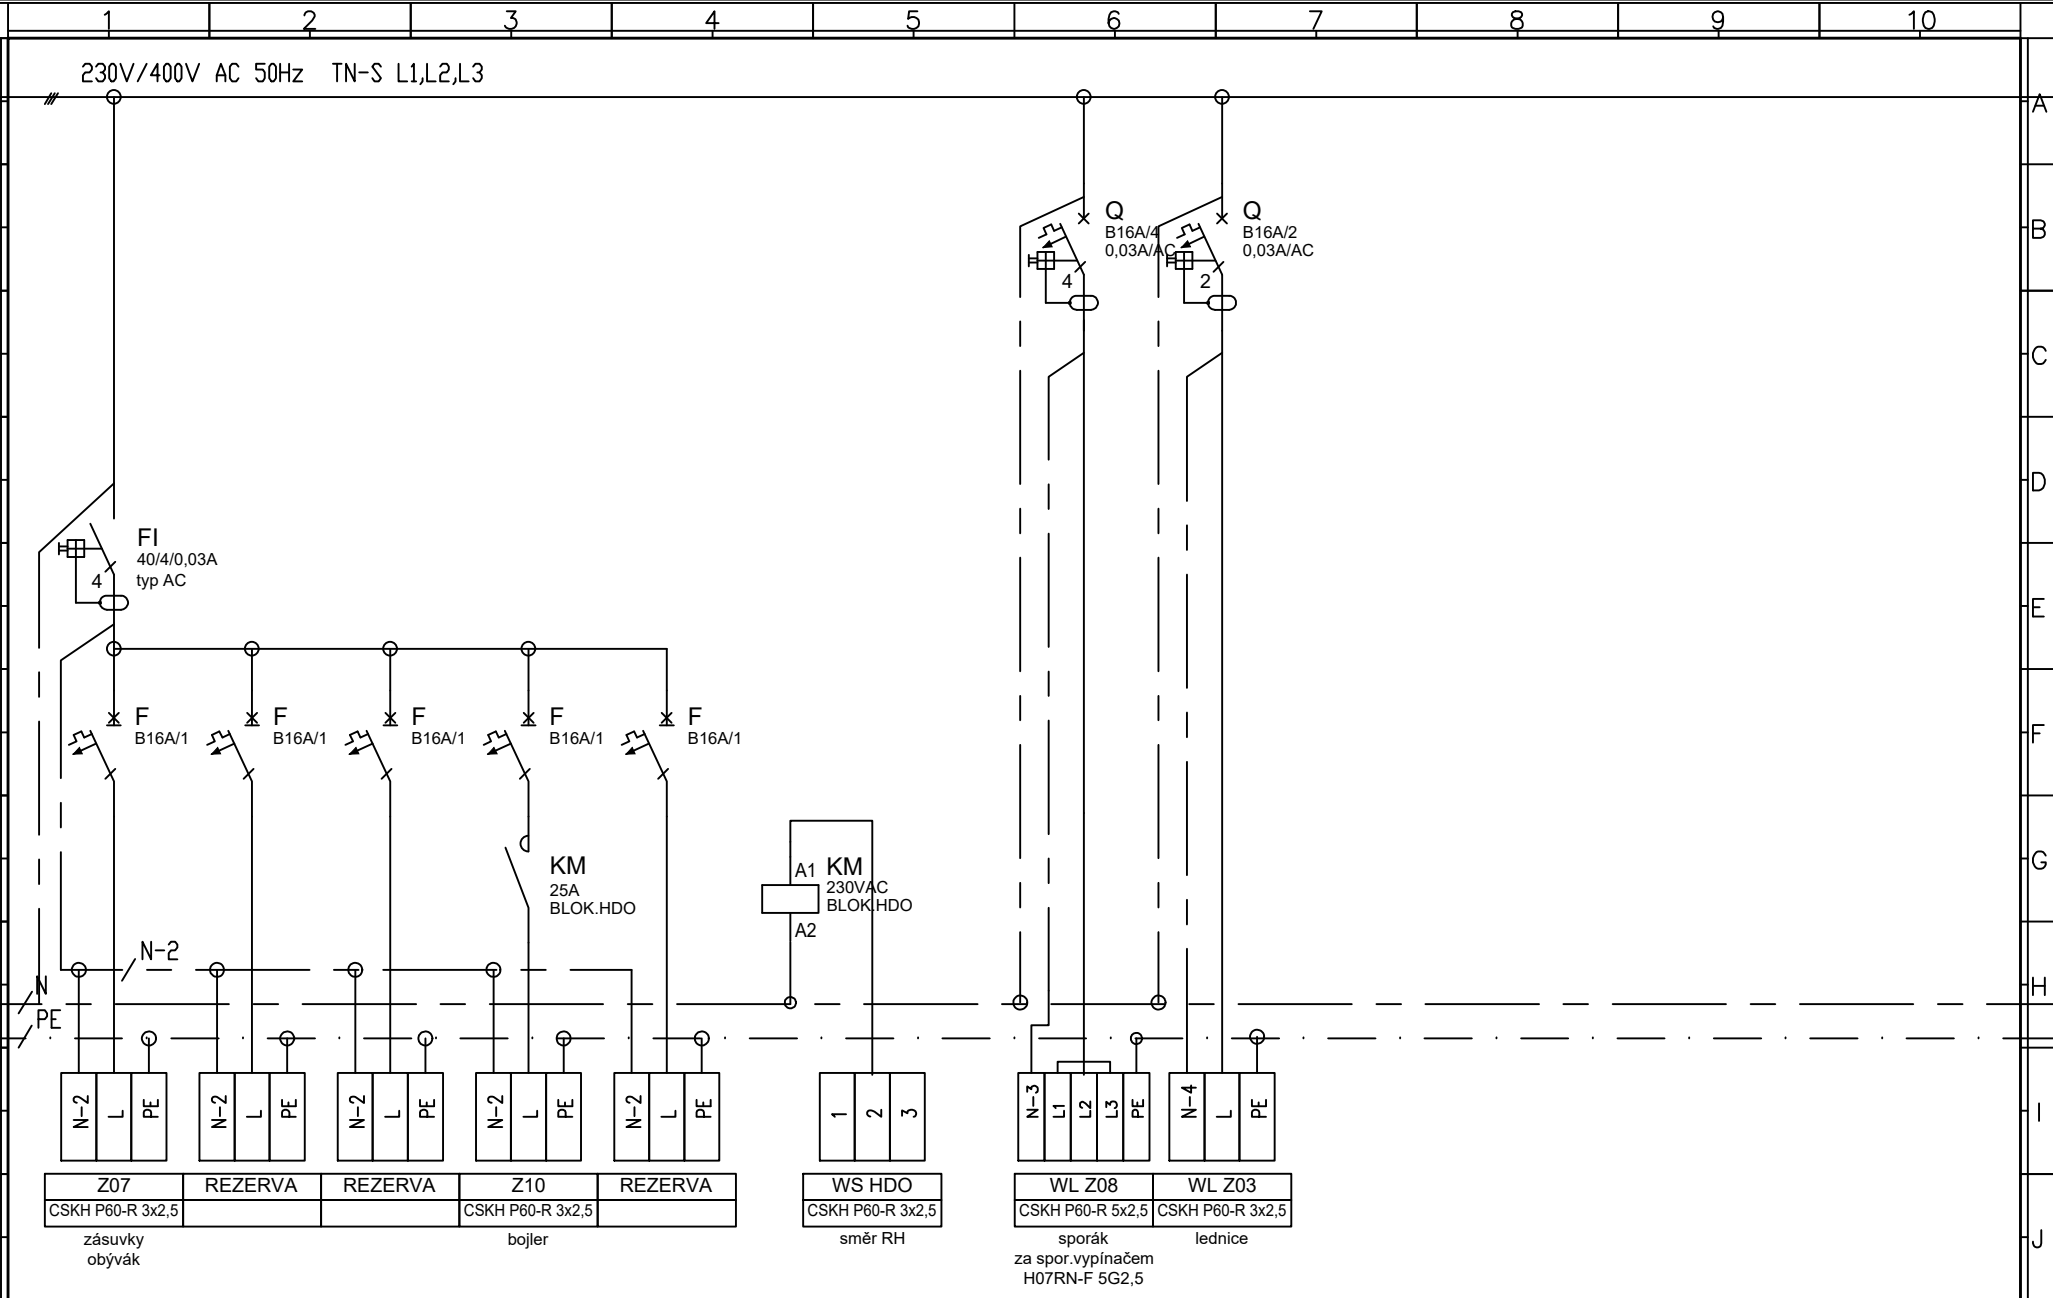 1 2 3 4 5 6 7 8 9 10
230V/400V AC 50Hz TN-S L1,L2,L3
A
B
C
D
E
F
G
H
I
J
Q
B16A/4
0,03A/AC
4
Q
B16A/2
0,03A/AC
2
FI
40/4/0,03A
typ AC
4
F
B16A/1
F
B16A/1
F
B16A/1
F
B16A/1
F
B16A/1
KM
25A
BLOK.HDO
A1 KM
230VAC
BLOK.HDO
A2
N-2
N
PE
N-2 L PE
N-2 L PE
N-2 L PE
N-2 L PE
N-2 L PE
1 2 3
N-3 L1 L2 L3 PE
N-4 L PE
Z07 REZERVA REZERVA Z10 REZERVA WS HDO WL Z08 WL Z03
CSKH P60-R 3x2,5 CSKH P60-R 3x2,5 CSKH P60-R 3x2,5 CSKH P60-R 5x2,5 CSKH P60-R 3x2,5
zásuvky
obývák
bojler
směr RH
sporák
za spor.vypínačem
H07RN-F 5G2,5
lednice